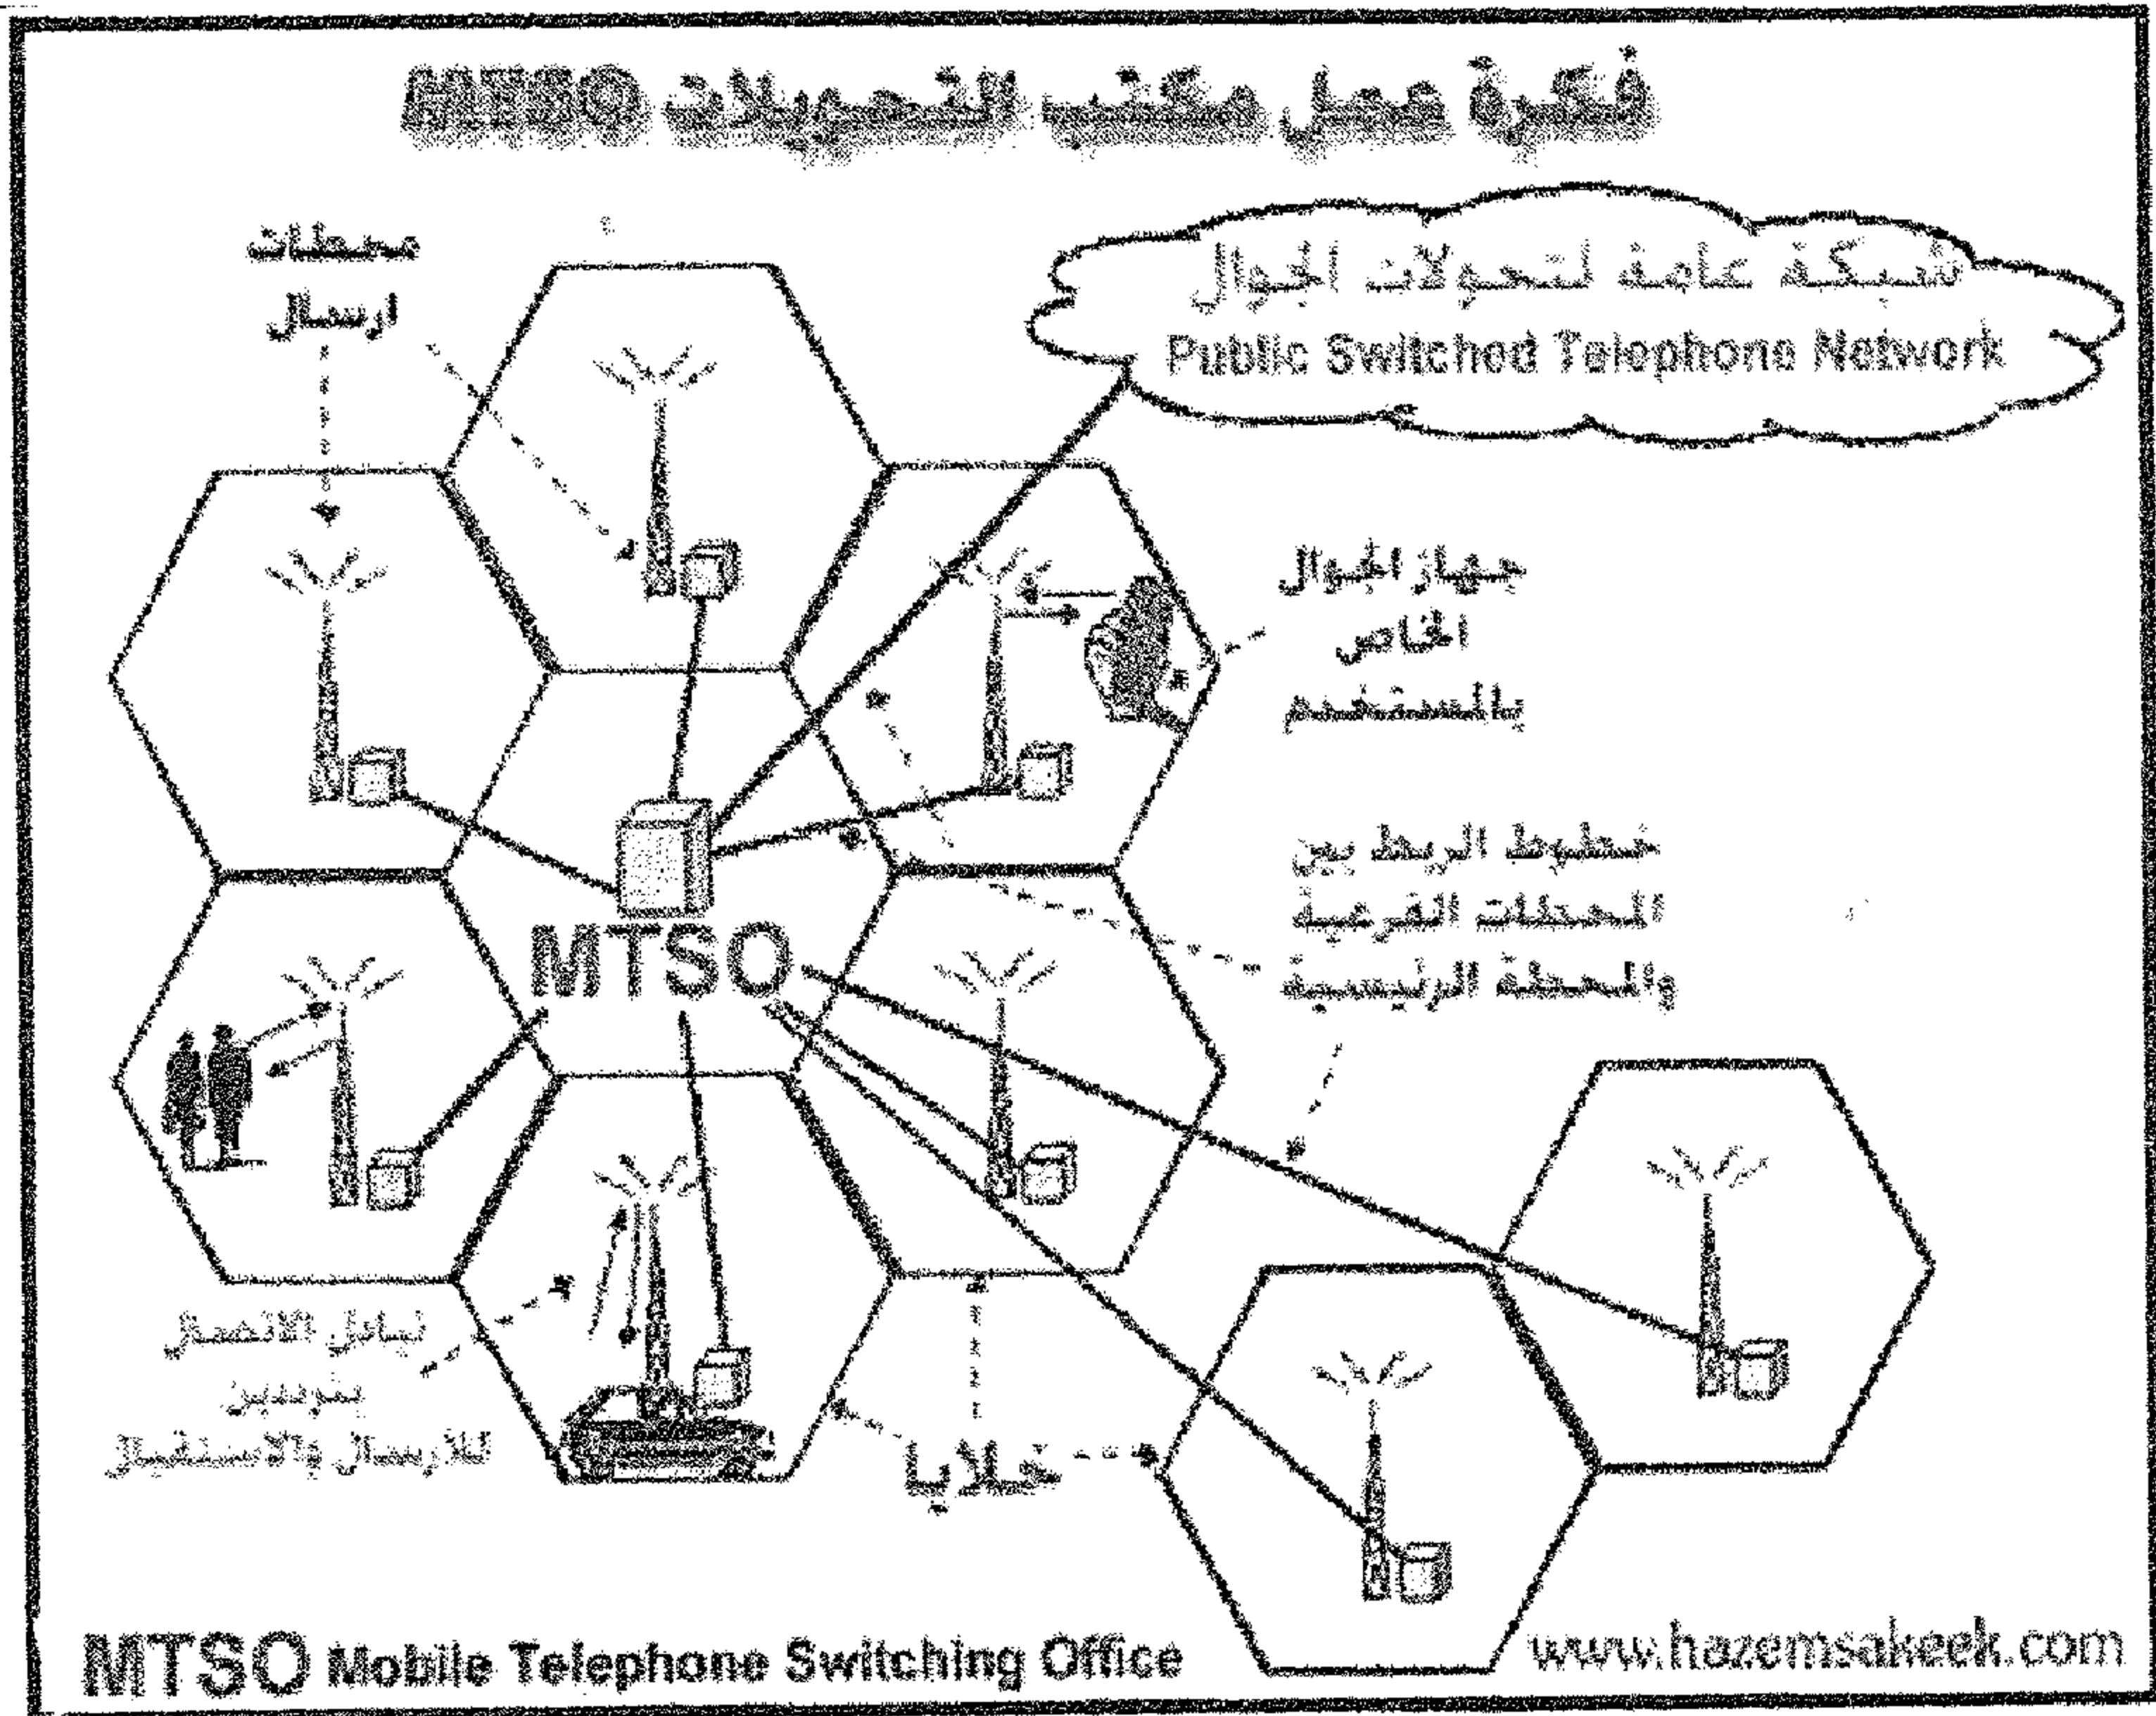 فكرة عمل مكتب التحويلات MTSO
محطات
ارسال
شبكة عامة لتحولات الجوال
Public Switched Telephone Network
جهاز الجوال
الخاص
بالمستخدم
خطوط الربط بين
المحطات الفرعية
والمحطة الرئيسية
MTSO
تبادل الاتصال
بترددين
للأرسال والاستقبال
خلايا
MTSO Mobile Telephone Switching Office
www.hazemsakeek.com